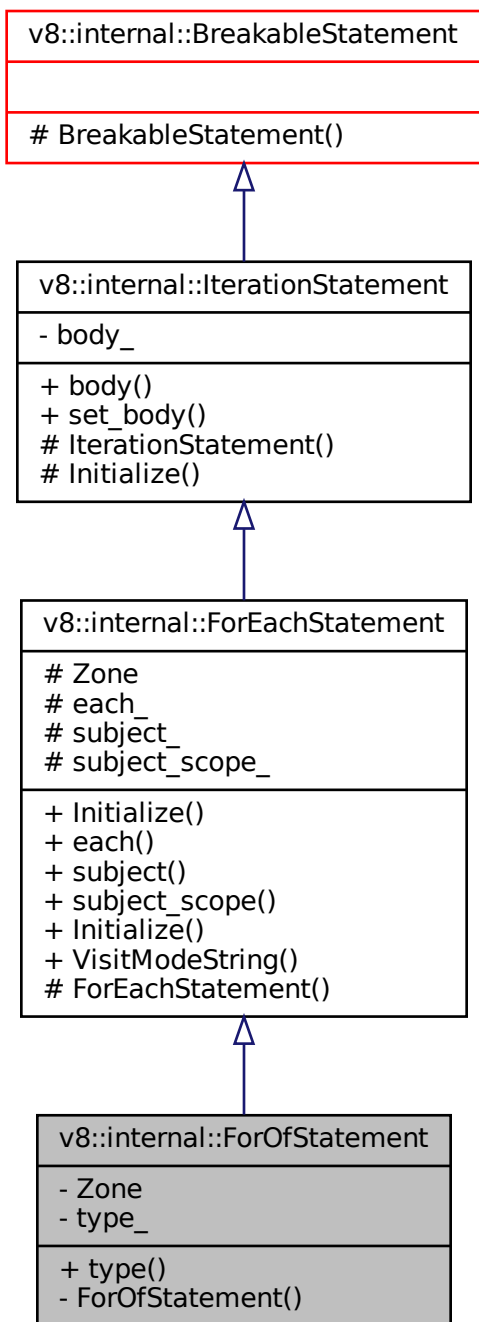 v8::internal::BreakableStatement
# BreakableStatement()
v8::internal::IterationStatement
- body_
+ body()
+ set_body()
# IterationStatement()
# Initialize()
v8::internal::ForEachStatement
# Zone
# each_
# subject_
# subject_scope_
+ Initialize()
+ each()
+ subject()
+ subject_scope()
+ Initialize()
+ VisitModeString()
# ForEachStatement()
v8::internal::ForOfStatement
- Zone
- type_
+ type()
- ForOfStatement()